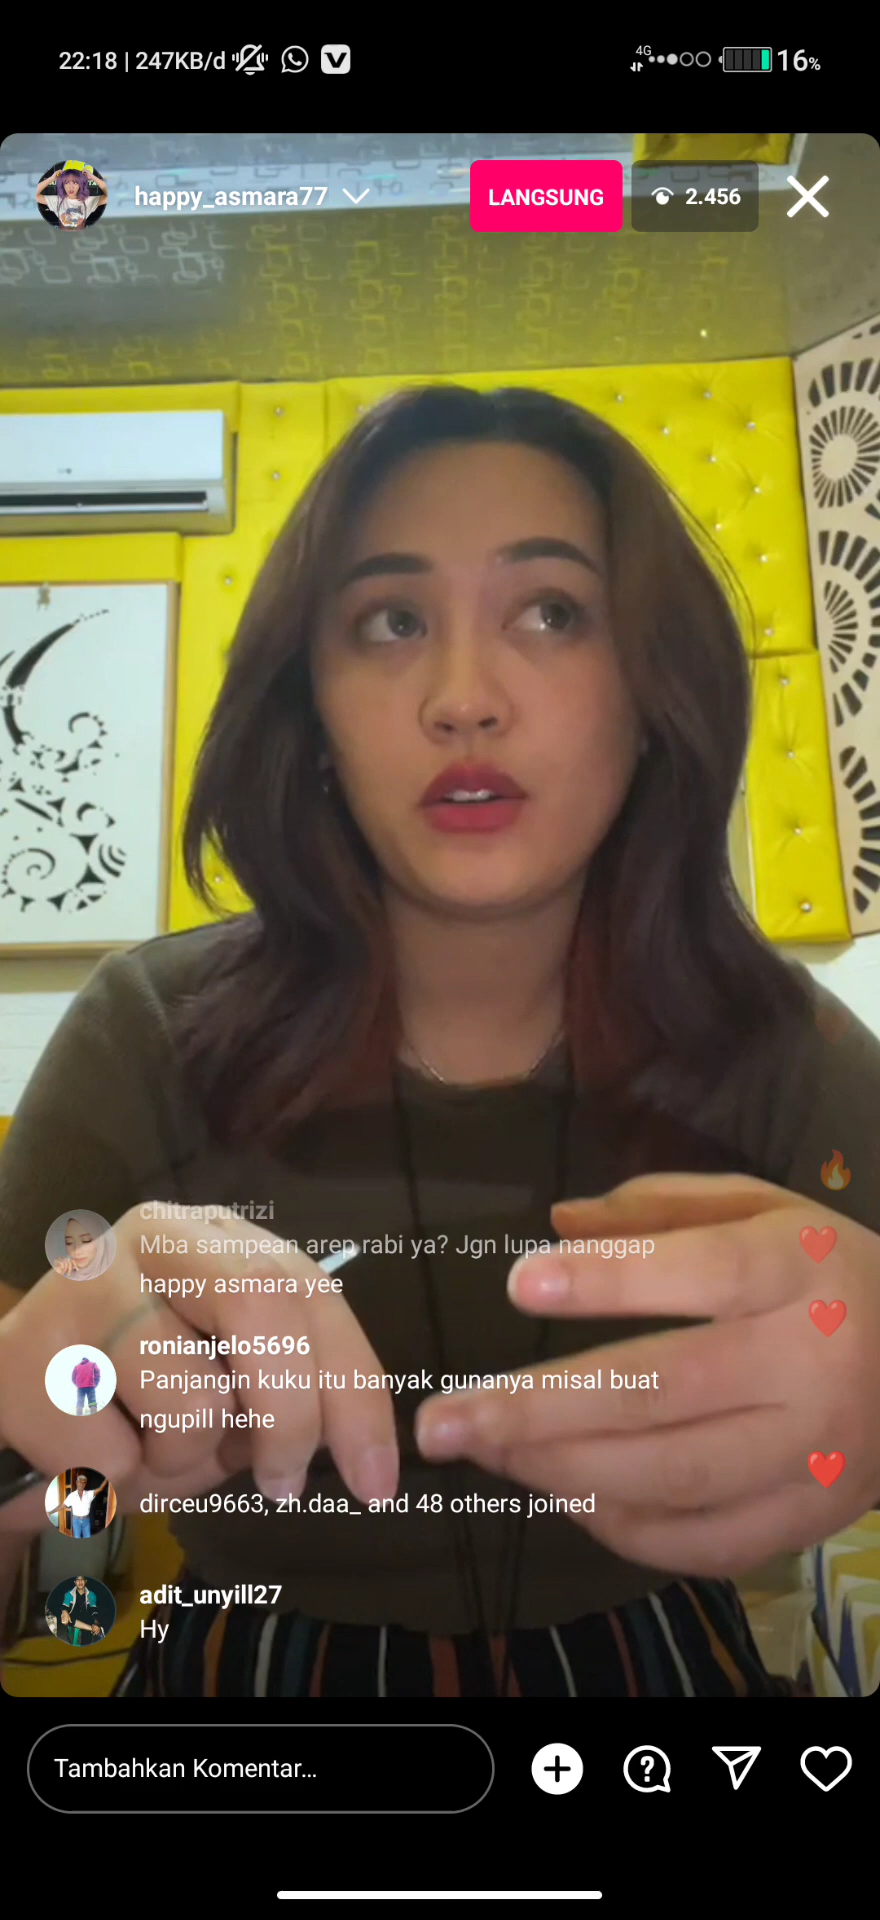 22:18 | 247KB/d
4G
16%
happy_asmara77
LANGSUNG
2.456
chitraputrizi
Mba sampean arep rabi ya? Jgn lupa nanggap
happy asmara yee
ronianjelo5696
Panjangin kuku itu banyak gunanya misal buat
ngupill hehe
dirceu9663, zh.daa_ and 48 others joined
adit_unyill27
Hy
Tambahkan Komentar...